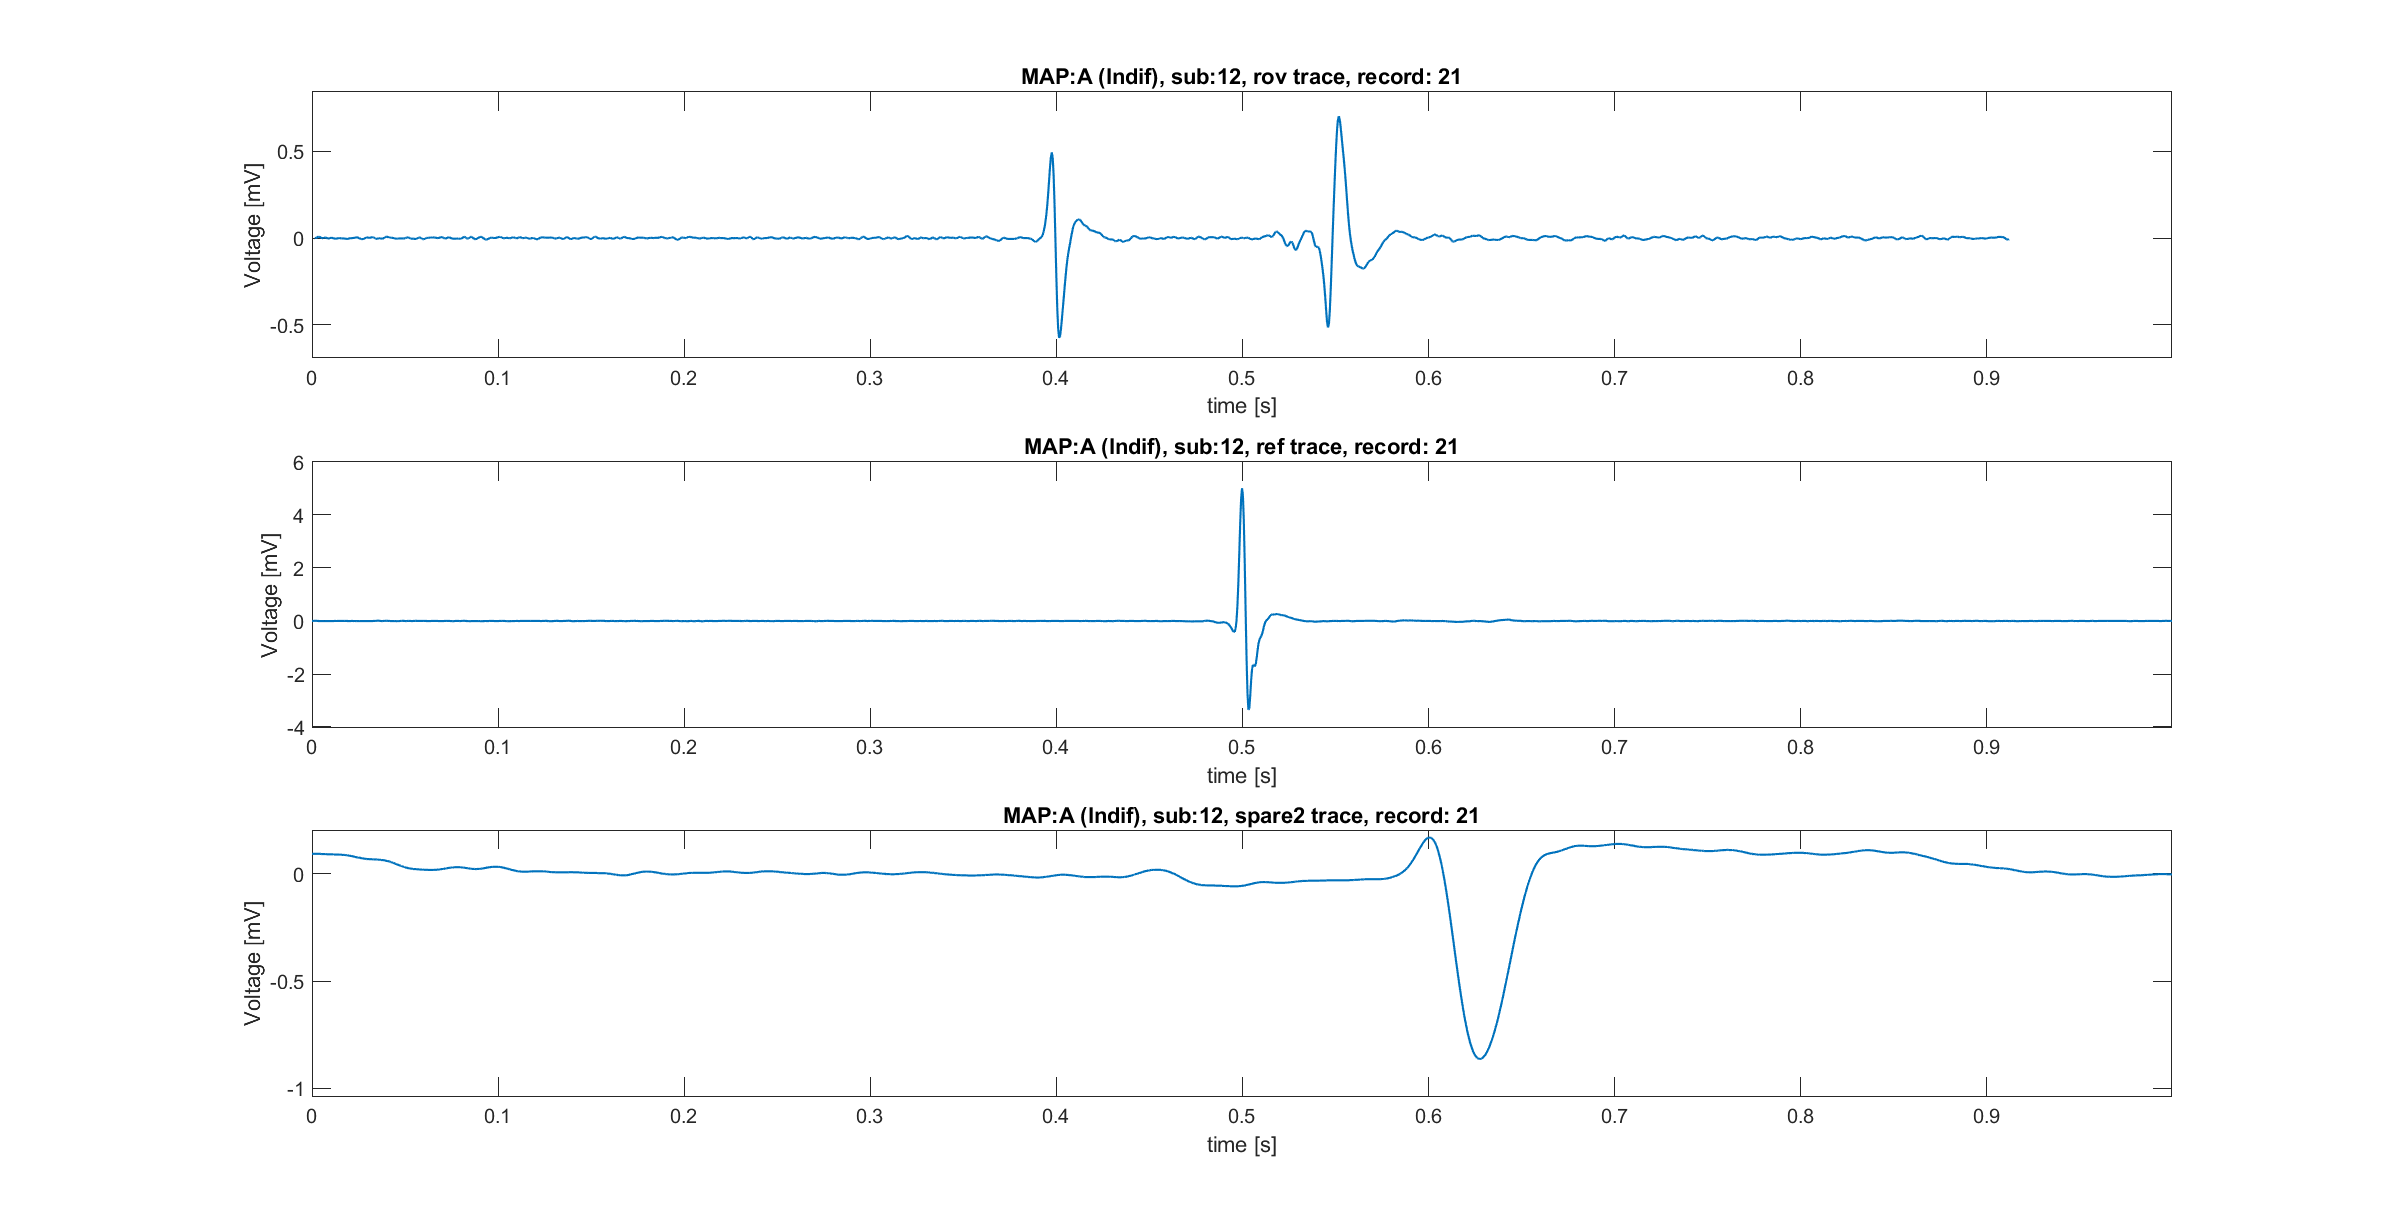 MAP:A (Indif), sub:12, rov trace, record: 21
Voltage [mV]
0.5
0
-0.5
0 0.1 0.2 0.3 0.4 0.5 0.6 0.7 0.8 0.9
time [s]
MAP:A (Indif), sub:12, ref trace, record: 21
Voltage [mV]
6
4
2
0
-2
-4
0 0.1 0.2 0.3 0.4 0.5 0.6 0.7 0.8 0.9
time [s]
MAP:A (Indif), sub:12, spare2 trace, record: 21
Voltage [mV]
0
-0.5
-1
0 0.1 0.2 0.3 0.4 0.5 0.6 0.7 0.8 0.9
time [s]